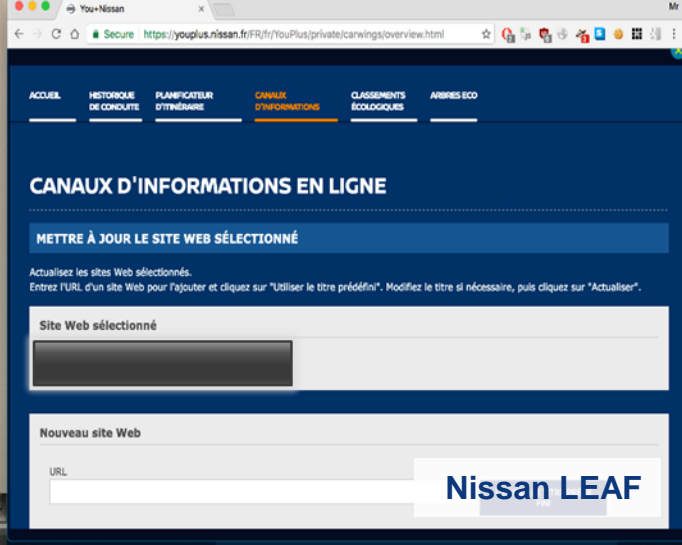 You+Nissan
Mr
Secure https://youplus.nissan.fr/FR/fr/YouPlus/private/carwings/overview.html
ACCUEIL HISTORIQUE DE CONDUITE PLANIFICATEUR D'ITINÉRAIRE CANAUX D'INFORMATIONS CLASSEMENTS ÉCOLOGIQUES ARBRES ECO
CANAUX D'INFORMATIONS EN LIGNE
METTRE À JOUR LE SITE WEB SÉLECTIONNÉ
Actualisez les sites Web sélectionnés.
Entrez l'URL d'un site Web pour l'ajouter et cliquez sur "Utiliser le titre prédéfini". Modifiez le titre si nécessaire, puis cliquez sur "Actualiser".
Site Web sélectionné
Nouveau site Web
URL
Nissan LEAF